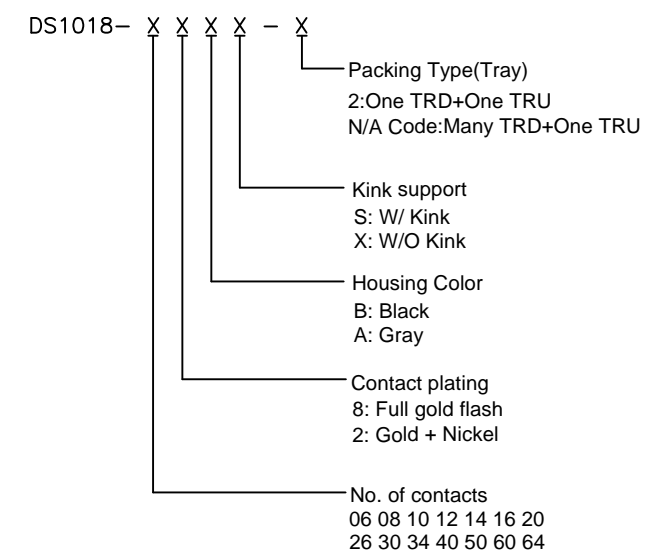 DS1018- X X X X - X
Packing Type(Tray)
2:One TRD+One TRU
N/A Code:Many TRD+One TRU
Kink support
S: W/ Kink
X: W/O Kink
Housing Color
B: Black
A: Gray
Contact plating
8: Full gold flash
2: Gold + Nickel
No. of contacts
06 08 10 12 14 16 20
26 30 34 40 50 60 64